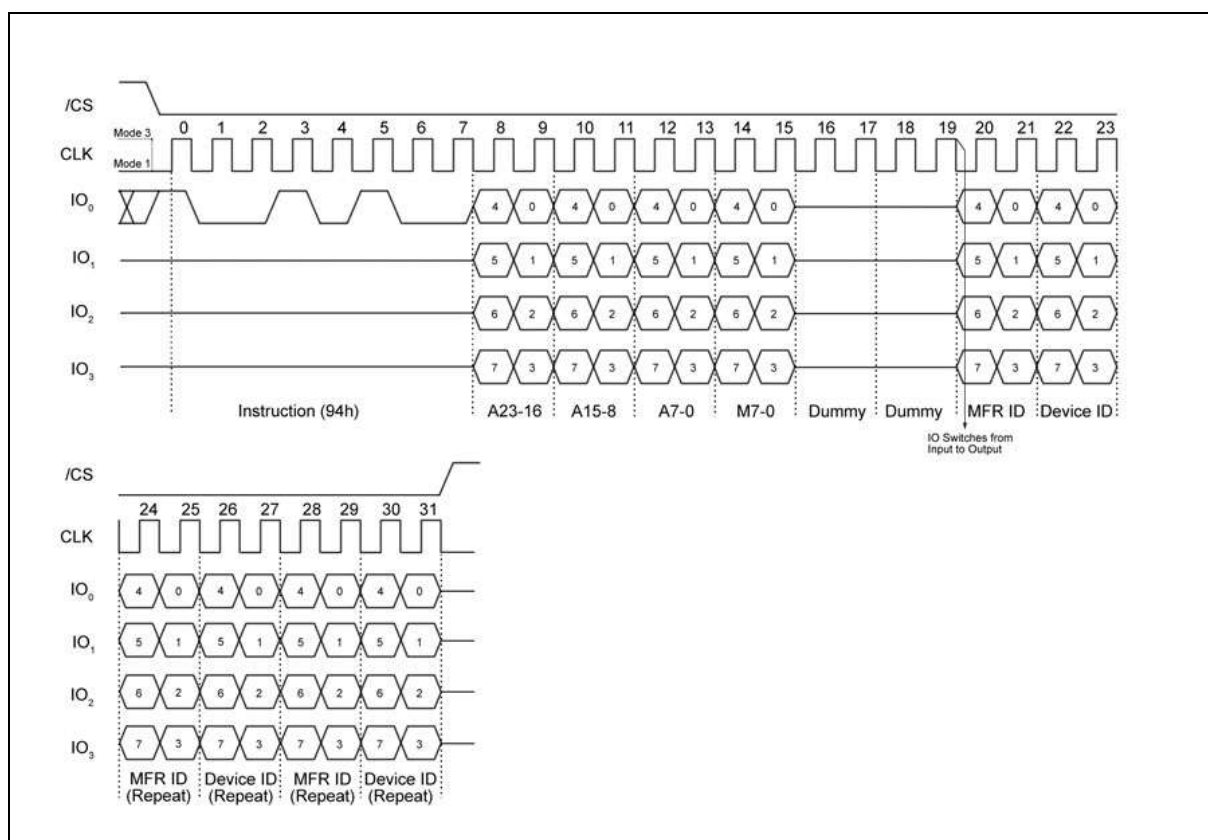 /CS
Mode 3 0 1 2 3 4 5 6 7 8 9 10 11 12 13 14 15 16 17 18 19 20 21 22 23
CLK
Mode 1
IO0 4 0 4 0 4 0 4 0 4 0 4 0
IO1 5 1 5 1 5 1 5 1 5 1 5 1
IO2 6 2 6 2 6 2 6 2 6 2 6 2
IO3 7 3 7 3 7 3 7 3 7 3 7 3
Instruction (94h) A23-16 A15-8 A7-0 M7-0 Dummy Dummy MFR ID Device ID
IO Switches from
Input to Output
/CS
24 25 26 27 28 29 30 31
CLK
IO0 4 0 4 0 4 0 4 0
IO1 5 1 5 1 5 1 5 1
IO2 6 2 6 2 6 2 6 2
IO3 7 3 7 3 7 3 7 3
MFR ID Device ID MFR ID Device ID
(Repeat) (Repeat) (Repeat) (Repeat)